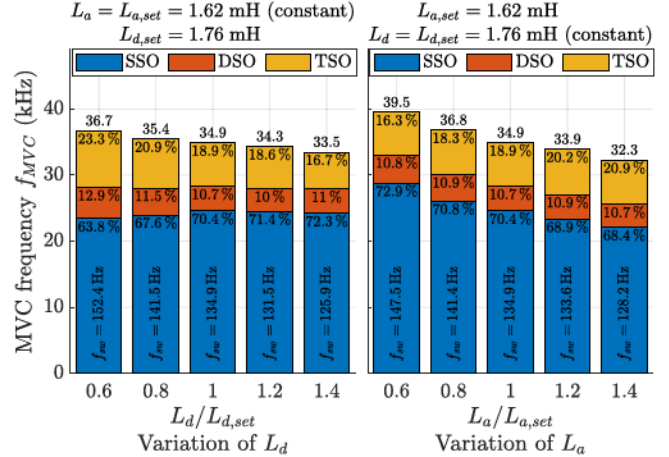 L_a = L_{a,set} = 1.62 mH (constant)
L_{d,set} = 1.76 mH
SSO DSO TSO
MVC frequency f_{MVC} (kHz)
40
30
20
10
0
36.7
23.3 %
12.9 %
63.8 %
f_{sw} = 152.4 Hz
35.4
20.9 %
11.5 %
67.6 %
f_{sw} = 141.5 Hz
34.9
18.9 %
10.7 %
70.4 %
f_{sw} = 134.9 Hz
34.3
18.6 %
10 %
71.4 %
f_{sw} = 131.5 Hz
33.5
16.7 %
11 %
72.3 %
f_{sw} = 125.9 Hz
0.6 0.8 1 1.2 1.4
L_d/L_{d,set}
Variation of L_d
L_{a,set} = 1.62 mH
L_d = L_{d,set} = 1.76 mH (constant)
SSO DSO TSO
39.5
16.3 %
10.8 %
72.9 %
f_{sw} = 147.5 Hz
36.8
18.3 %
10.9 %
70.8 %
f_{sw} = 141.4 Hz
34.9
18.9 %
10.7 %
70.4 %
f_{sw} = 134.9 Hz
33.9
20.2 %
10.9 %
68.9 %
f_{sw} = 133.6 Hz
32.3
20.9 %
10.7 %
68.4 %
f_{sw} = 128.2 Hz
0.6 0.8 1 1.2 1.4
L_a/L_{a,set}
Variation of L_a